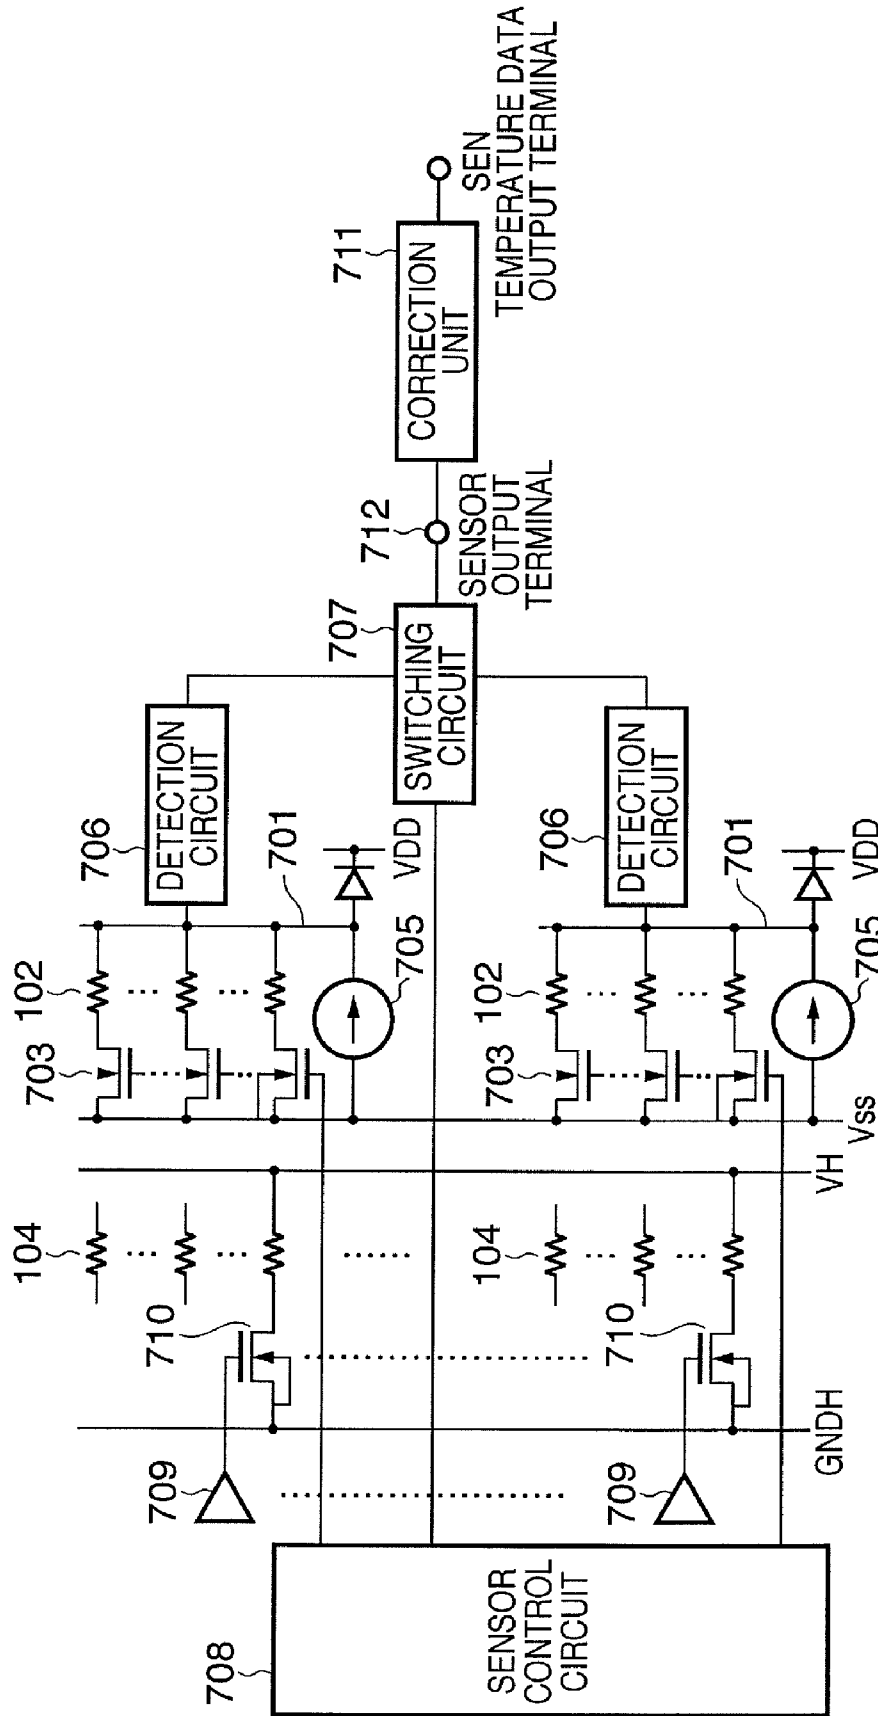 708
SENSOR
CONTROL
CIRCUIT
709
709
710
710
GNDH
104
104
VH
Vss
703
703
102
102
705
705
701
701
VDD
VDD
706
DETECTION
CIRCUIT
706
DETECTION
CIRCUIT
707
SWITCHING
CIRCUIT
712
SENSOR
OUTPUT
TERMINAL
711
CORRECTION
UNIT
SEN
TEMPERATURE DATA
OUTPUT TERMINAL